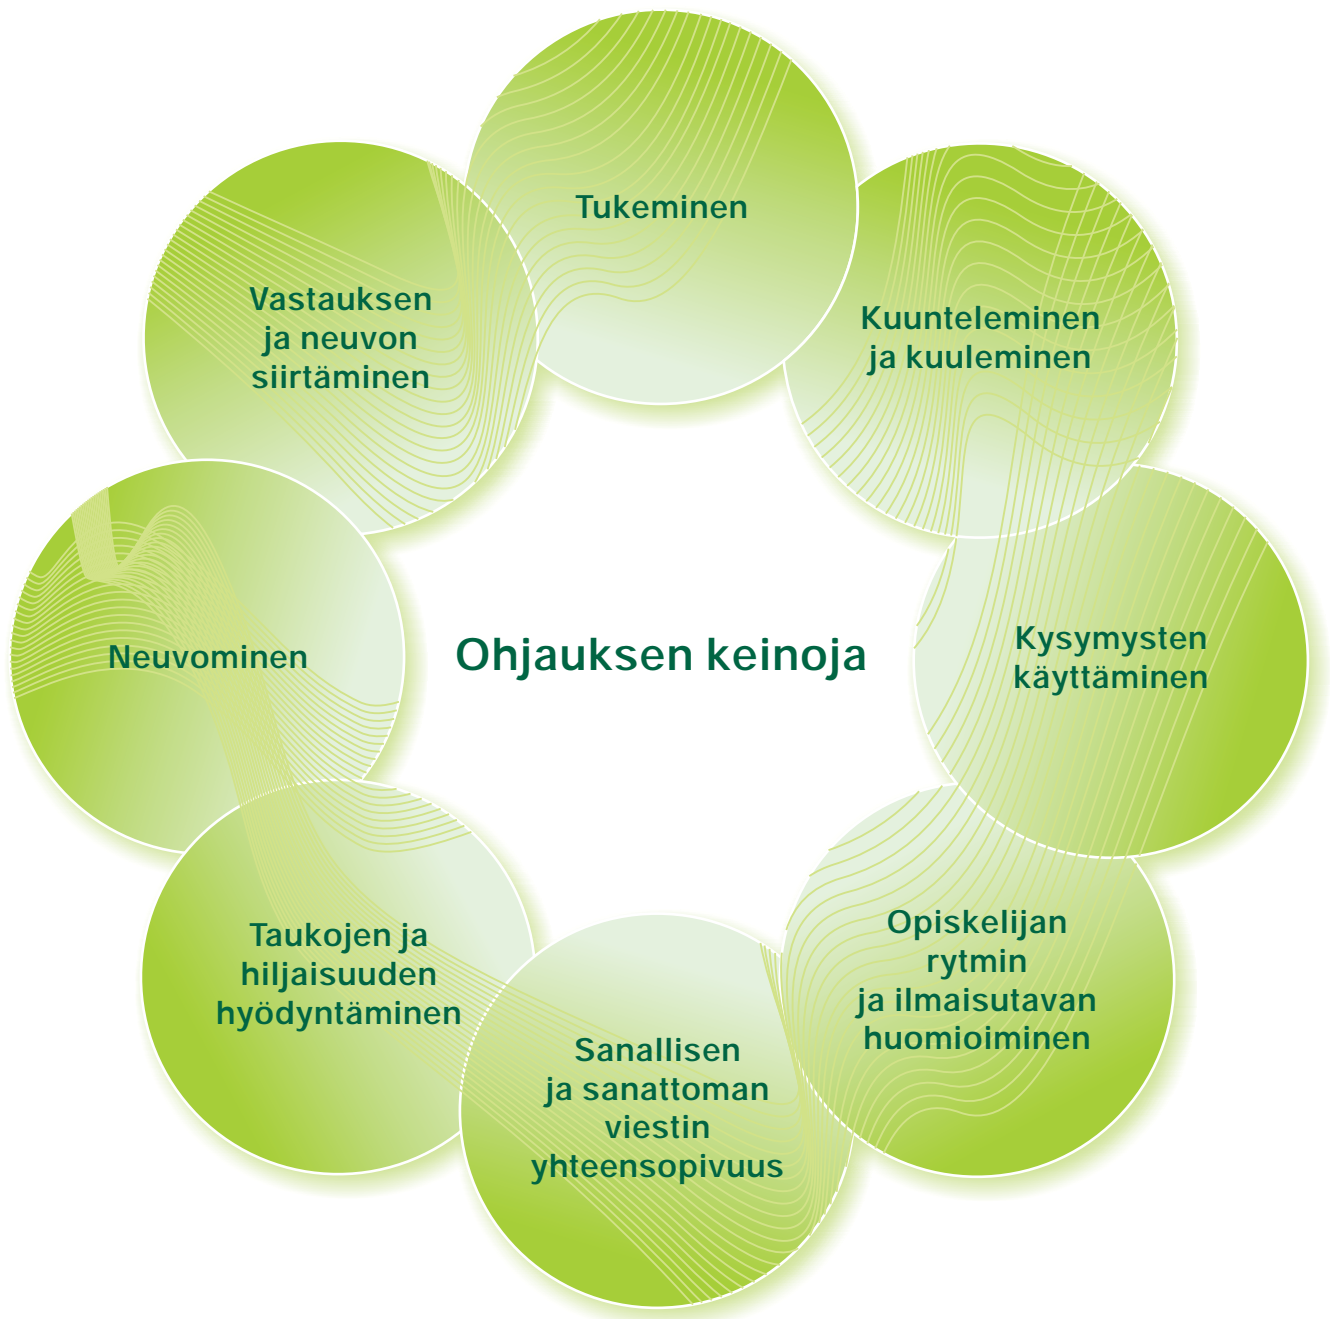 Tukeminen
Kuunteleminen
ja kuuleminen
Kysymysten
käyttäminen
Opiskelijan
rytmin
ja ilmaisutavan
huomioiminen
Sanallisen
ja sanattoman
viestin
yhteensopivuus
Taukojen ja
hiljaisuuden
hyödyntäminen
Neuvominen
Vastauksen
ja neuvon
siirtäminen
Ohjauksen keinoja